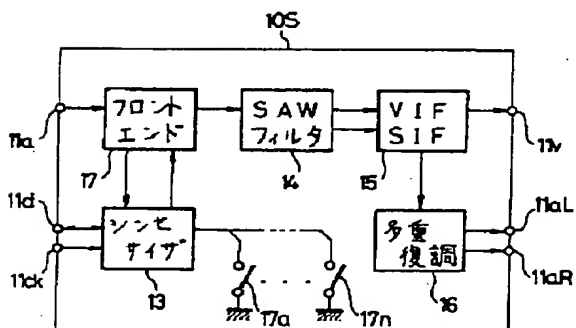 10S
11a
フロント
エンド
17
SAW
フィルタ
14
VIF
SIF
15
11v
11d
11ck
シンセ
サイザ
13
17a
17n
多重
復調
16
11aL
11aR